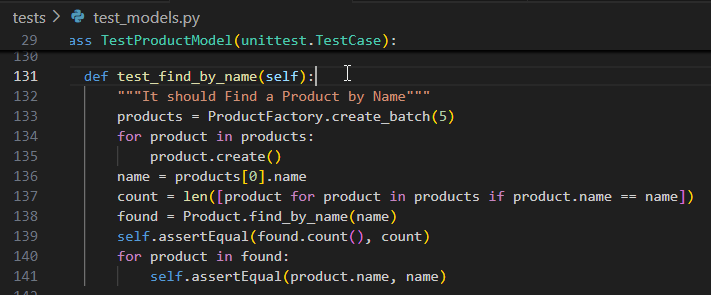 tests > test_models.py
29 ass TestProductModel(unittest.TestCase):
130
131 def test_find_by_name(self):
132 """It should Find a Product by Name"""
133 products = ProductFactory.create_batch(5)
134 for product in products:
135 product.create()
136 name = products[0].name
137 count = len([product for product in products if product.name == name])
138 found = Product.find_by_name(name)
139 self.assertEqual(found.count(), count)
140 for product in found:
141 self.assertEqual(product.name, name)
142